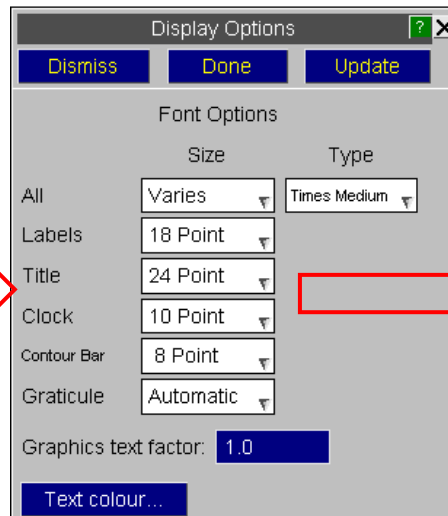 Display Options ? X
Dismiss Done Update
Font Options
Size Type
All Varies Times Medium
Labels 18 Point
Title 24 Point
Clock 10 Point
Contour Bar 8 Point
Graticule Automatic
Graphics text factor: 1.0
Text colour...